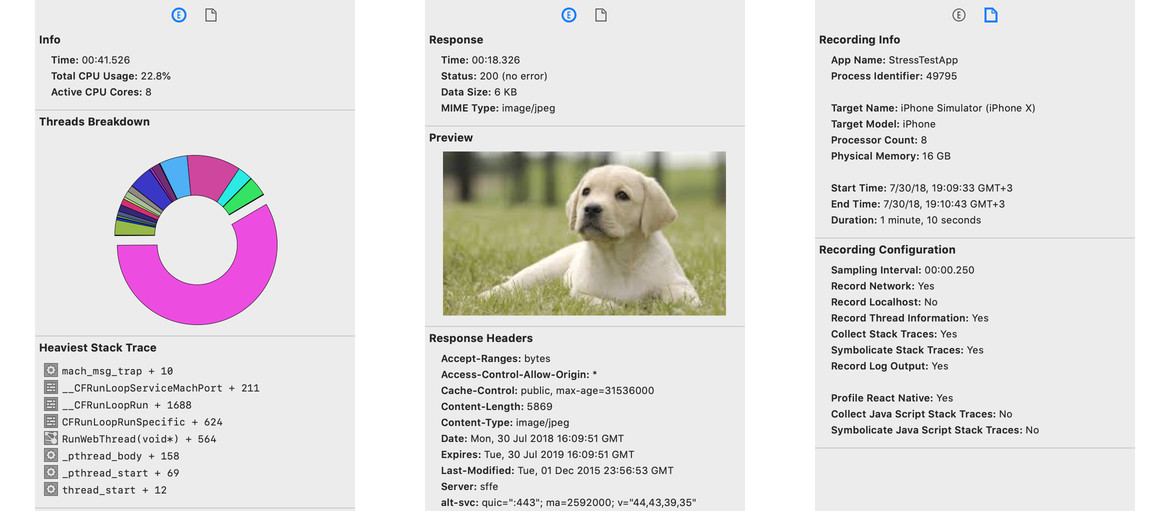 E
Info
Time: 00:41.526
Total CPU Usage: 22.8%
Active CPU Cores: 8
Threads Breakdown
Heaviest Stack Trace
mach_msg_trap + 10
__CFRunLoopServiceMachPort + 211
__CFRunLoopRun + 1688
CFRunLoopRunSpecific + 624
RunWebThread(void*) + 564
_pthread_body + 158
_pthread_start + 69
thread_start + 12
E
Response
Time: 00:18.326
Status: 200 (no error)
Data Size: 6 KB
MIME Type: image/jpeg
Preview
Response Headers
Accept-Ranges: bytes
Access-Control-Allow-Origin: *
Cache-Control: public, max-age=31536000
Content-Length: 5869
Content-Type: image/jpeg
Date: Mon, 30 Jul 2018 16:09:51 GMT
Expires: Tue, 30 Jul 2019 16:09:51 GMT
Last-Modified: Tue, 01 Dec 2015 23:56:53 GMT
Server: sffe
alt-svc: quic=":443"; ma=2592000; v="44,43,39,35"
E
Recording Info
App Name: StressTestApp
Process Identifier: 49795
Target Name: iPhone Simulator (iPhone X)
Target Model: iPhone
Processor Count: 8
Physical Memory: 16 GB
Start Time: 7/30/18, 19:09:33 GMT+3
End Time: 7/30/18, 19:10:43 GMT+3
Duration: 1 minute, 10 seconds
Recording Configuration
Sampling Interval: 00:00.250
Record Network: Yes
Record Localhost: No
Record Thread Information: Yes
Collect Stack Traces: Yes
Symbolicate Stack Traces: Yes
Record Log Output: Yes
Profile React Native: Yes
Collect Java Script Stack Traces: No
Symbolicate Java Script Stack Traces: No